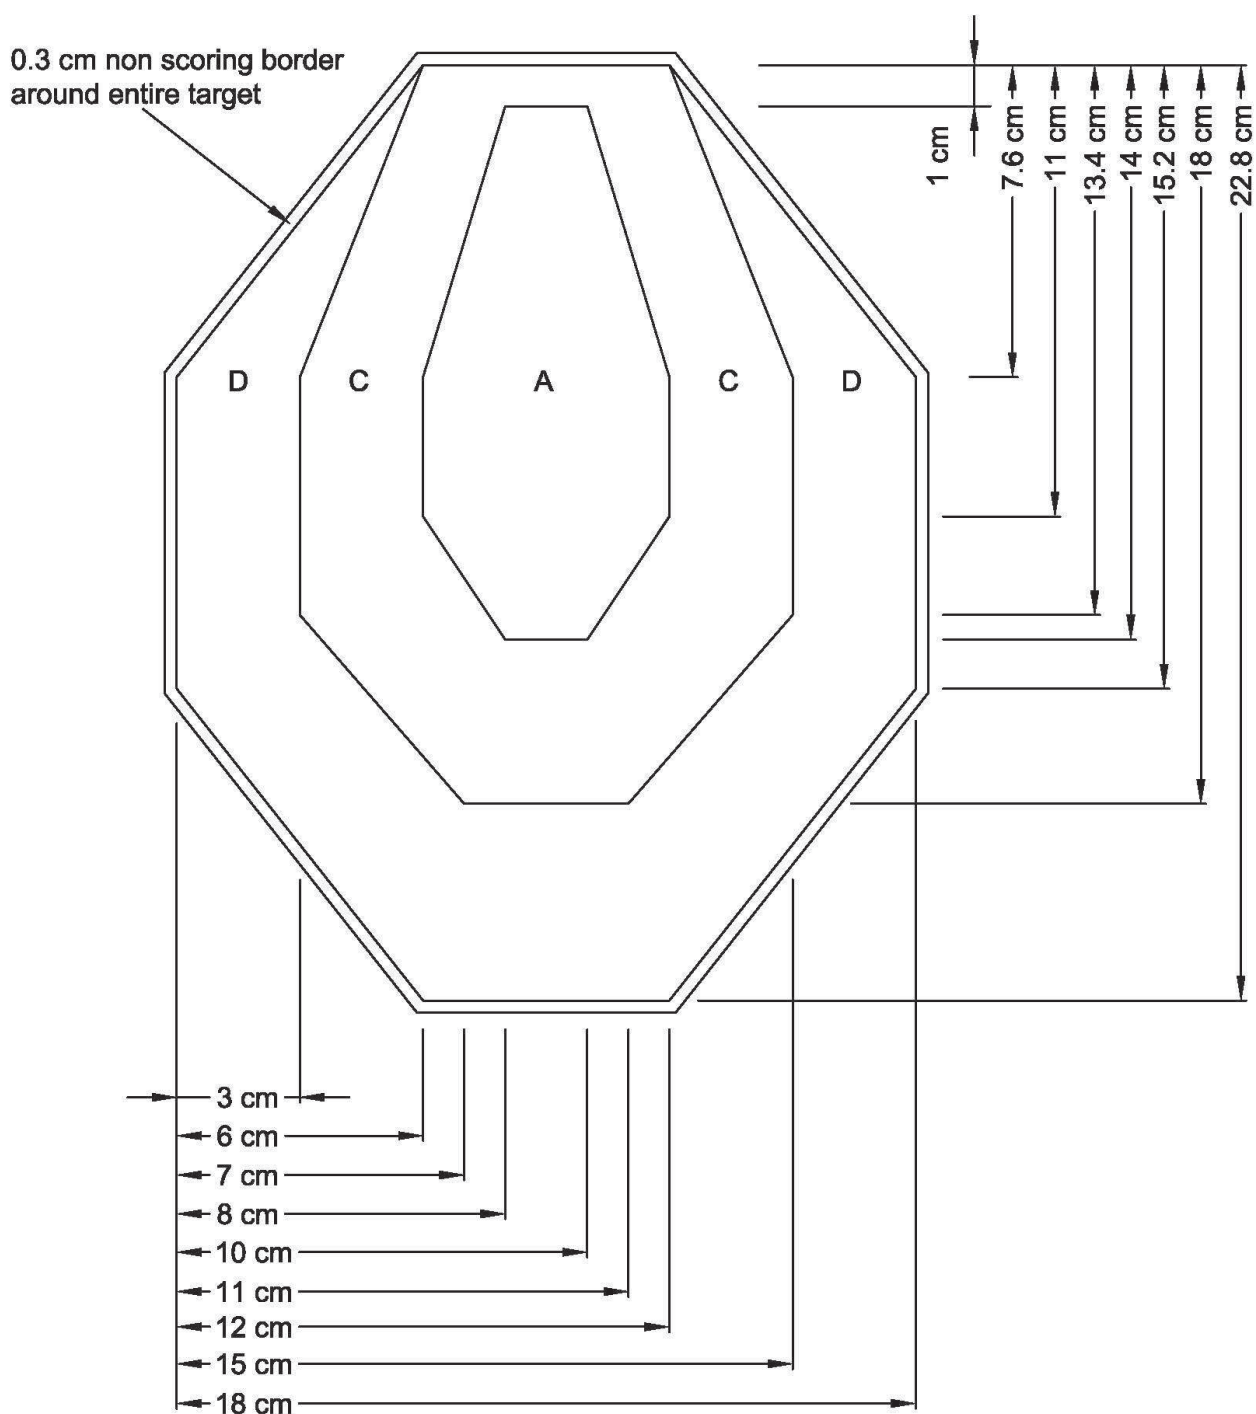 0.3 cm non scoring border
around entire target
1 cm
7.6 cm
11 cm
13.4 cm
14 cm
15.2 cm
18 cm
22.8 cm
D
C
A
C
D
3 cm
6 cm
7 cm
8 cm
10 cm
11 cm
12 cm
15 cm
18 cm